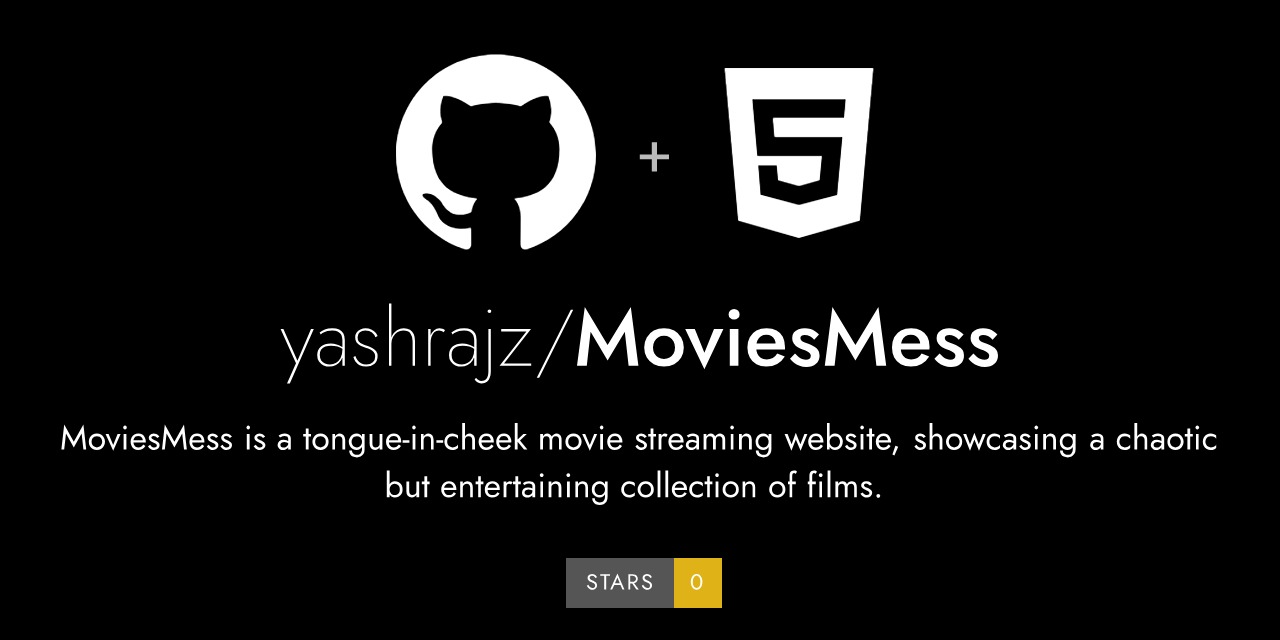 +
yashrajz/MoviesMess
MoviesMess is a tongue-in-cheek movie streaming website, showcasing a chaotic
but entertaining collection of films.
STARS 0